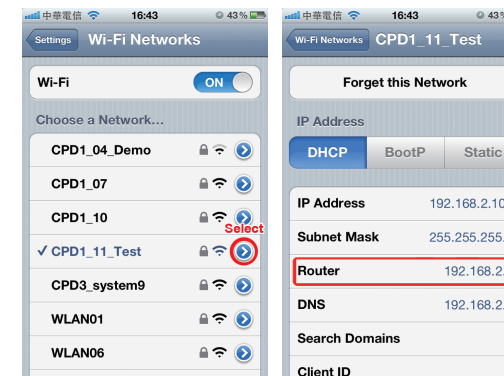 中華電信 16:43 43%
Settings Wi-Fi Networks
Wi-Fi ON
Choose a Network...
CPD1_04_Demo
CPD1_07
CPD1_10
Select
✓ CPD1_11_Test
CPD3_system9
WLAN01
WLAN06
中華電信 16:43 43%
Wi-Fi Networks CPD1_11_Test
Forget this Network
IP Address
DHCP BootP Static
IP Address 192.168.2.10
Subnet Mask 255.255.255.
Router 192.168.2.
DNS 192.168.2.
Search Domains
Client ID